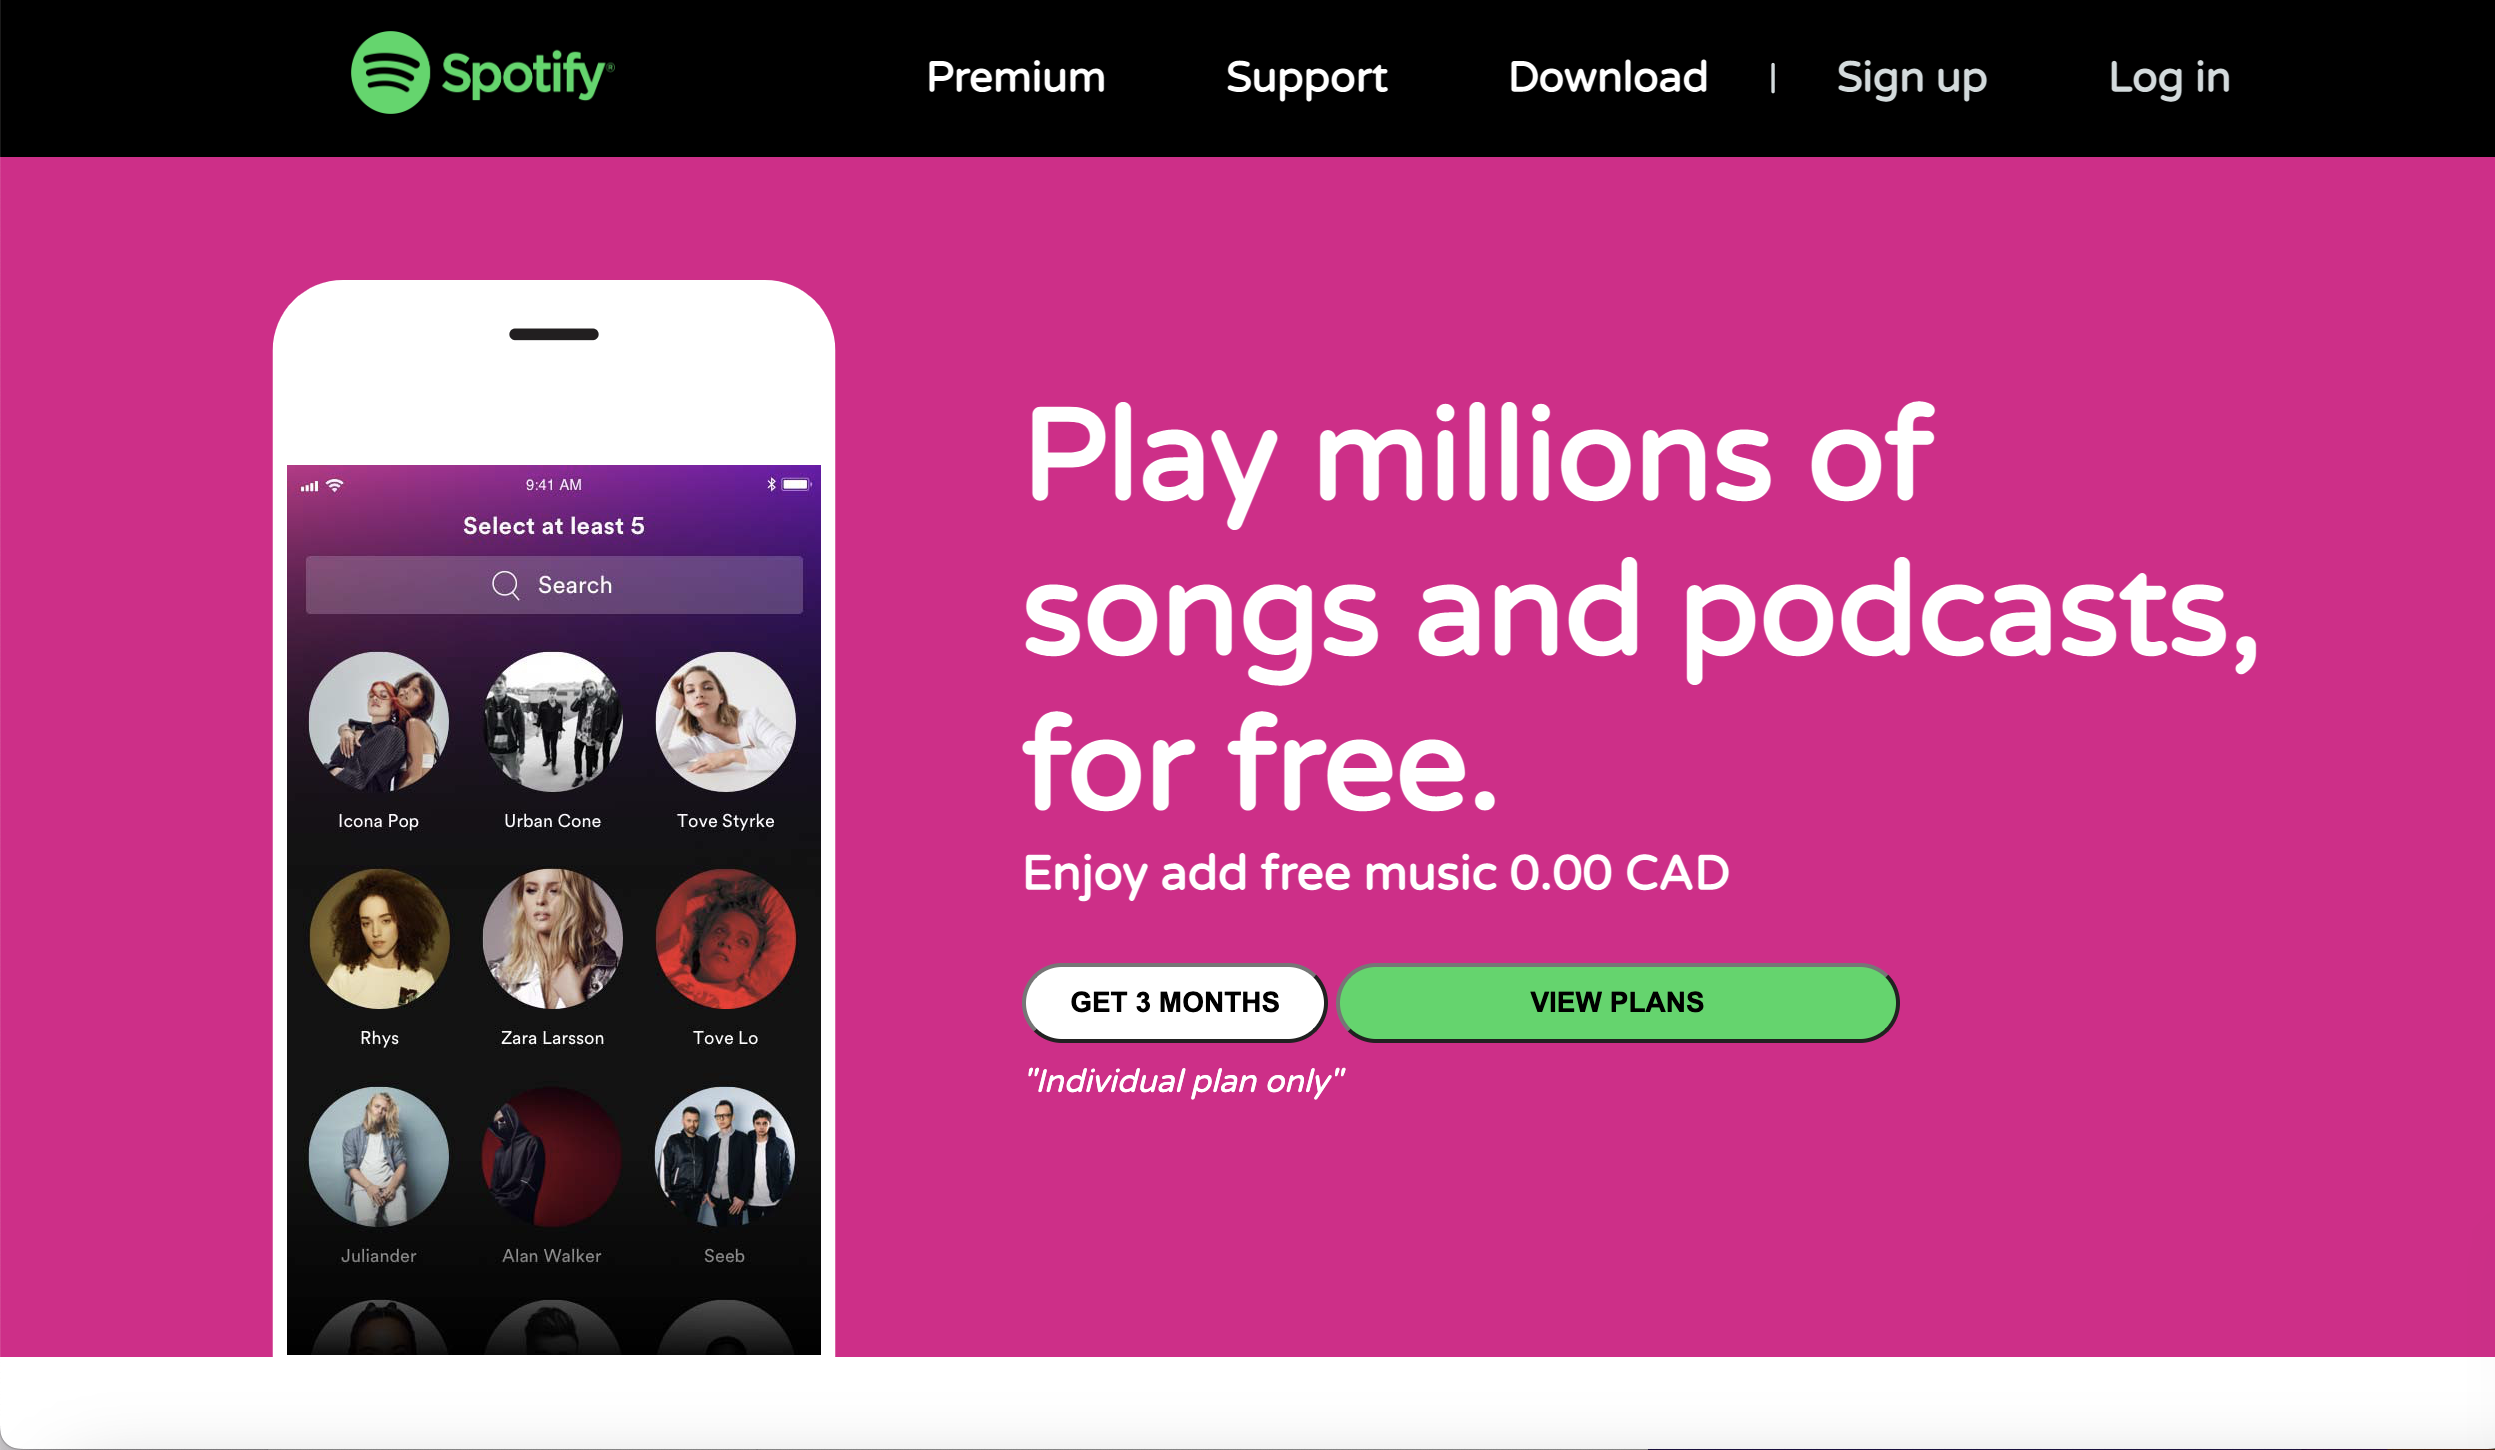 Spotify®
Premium
Support
Download
|
Sign up
Log in
9:41 AM
Select at least 5
Search
Icona Pop
Urban Cone
Tove Styrke
Rhys
Zara Larsson
Tove Lo
Juliander
Alan Walker
Seeb
Play millions of
songs and podcasts,
for free.
Enjoy add free music 0.00 CAD
GET 3 MONTHS
VIEW PLANS
"Individual plan only"